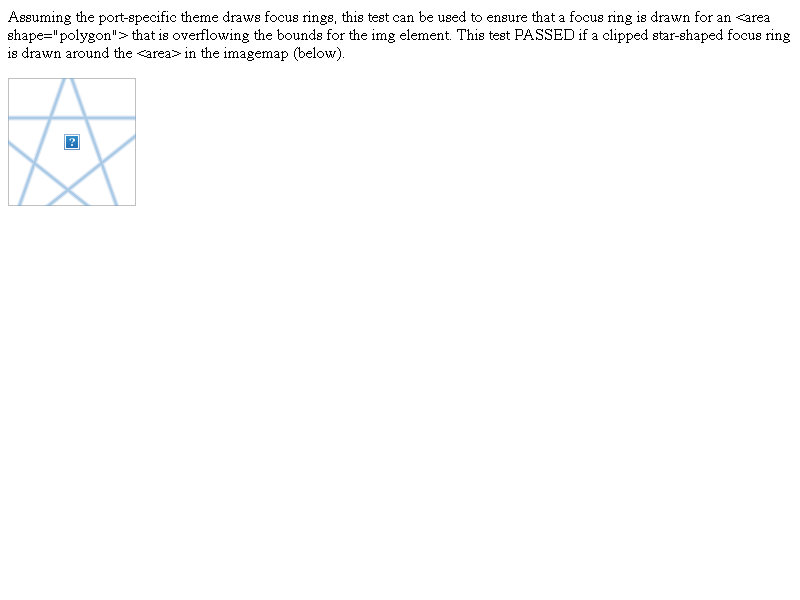 Assuming the port-specific theme draws focus rings, this test can be used to ensure that a focus ring is drawn for an <area
shape="polygon"> that is overflowing the bounds for the img element. This test PASSED if a clipped star-shaped focus ring
is drawn around the <area> in the imagemap (below).
?